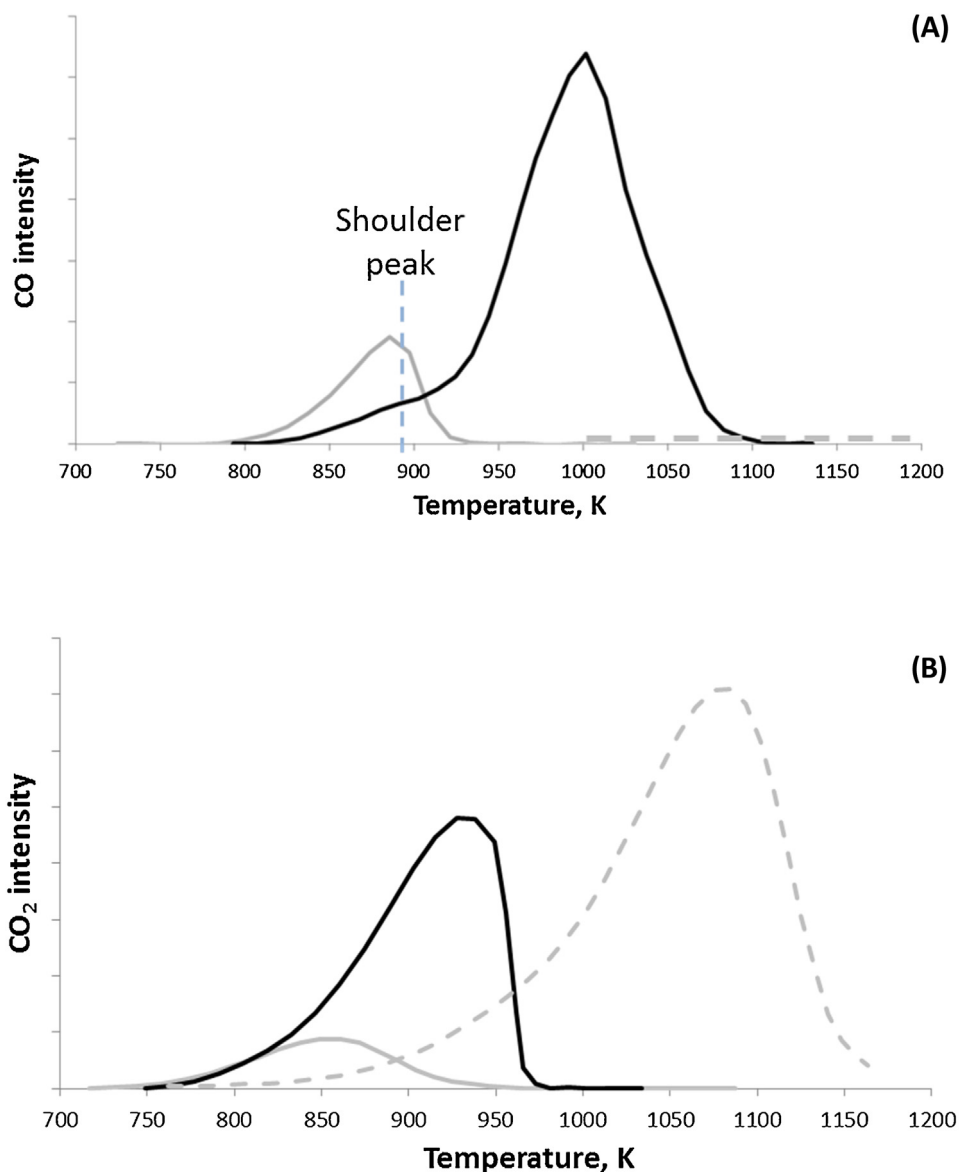 (A)
CO intensity
Shoulder
peak
700 750 800 850 900 950 1000 1050 1100 1150 1200
Temperature, K
(B)
CO₂ intensity
700 750 800 850 900 950 1000 1050 1100 1150 1200
Temperature, K